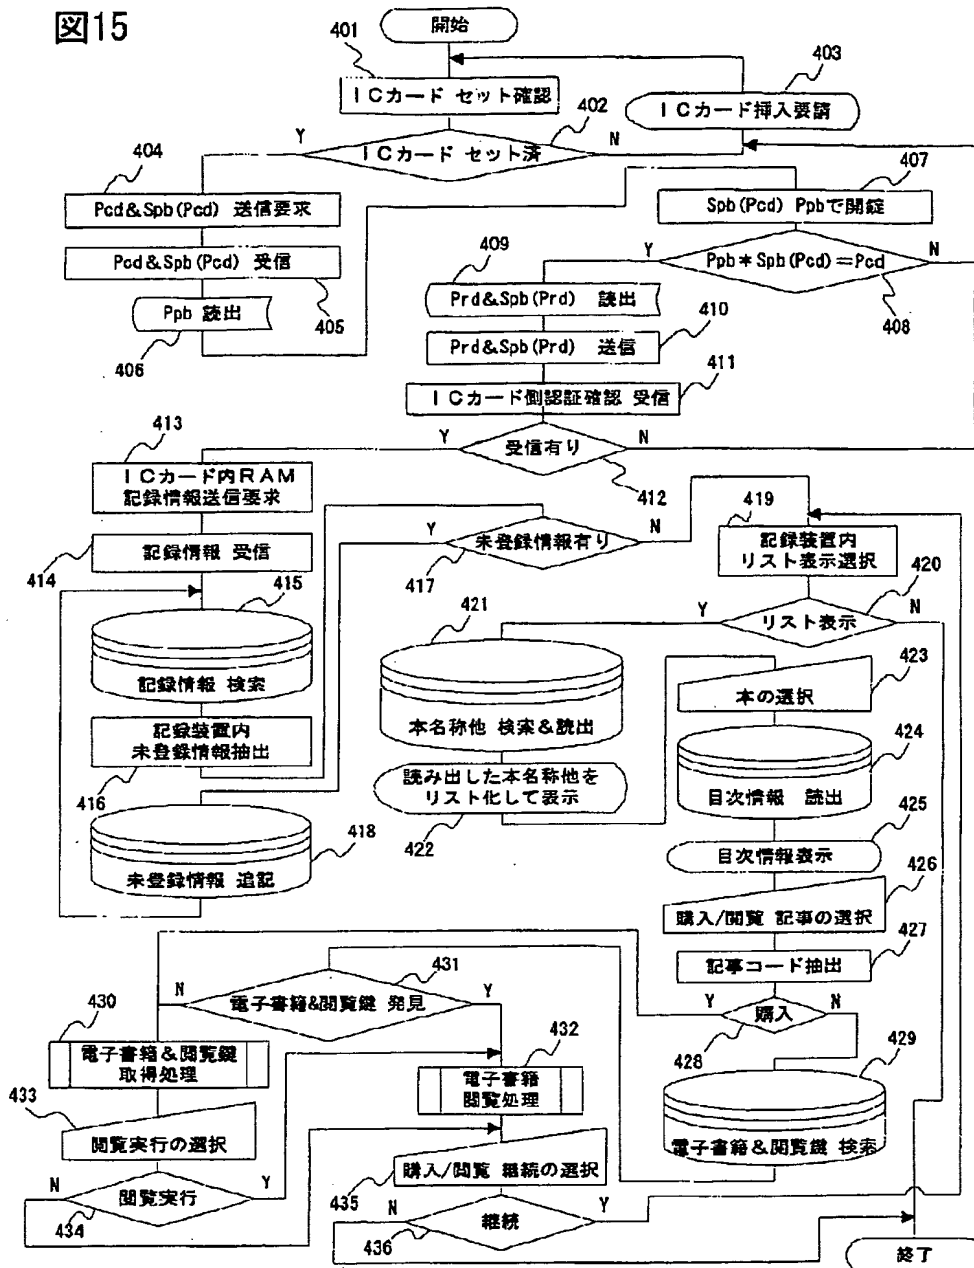 図15
開始
401
ICカード セット確認
403
ICカード挿入要請
402
ICカード セット済
Y
N
404
Pcd&Spb(Pcd) 送信要求
Pcd&Spb(Pcd) 受信
405
Ppb 読出
406
407
Spb(Pcd) Ppbで開錠
Ppb*Spb(Pcd)=Pcd
Y
N
408
409
Prd&Spb(Prd) 読出
410
Prd&Spb(Prd) 送信
411
ICカード側認証確認 受信
受信有り
Y
N
412
413
ICカード内RAM
記録情報送信要求
記録情報 受信
414
415
記録情報 検索
記録装置内
未登録情報抽出
416
未登録情報有り
Y
N
417
418
未登録情報 追記
419
記録装置内
リスト表示選択
420
リスト表示
Y
N
421
本名称他 検索&読出
読み出した本名称他を
リスト化して表示
422
423
本の選択
424
目次情報 読出
425
目次情報表示
426
購入/閲覧 記事の選択
427
記事コード抽出
購入
Y
N
428
429
電子書籍&閲覧鍵 検索
431
電子書籍&閲覧鍵 発見
N
Y
430
電子書籍&閲覧鍵
取得処理
432
電子書籍
閲覧処理
433
閲覧実行の選択
閲覧実行
N
Y
434
購入/閲覧 継続の選択
435
継続
N
Y
436
終了